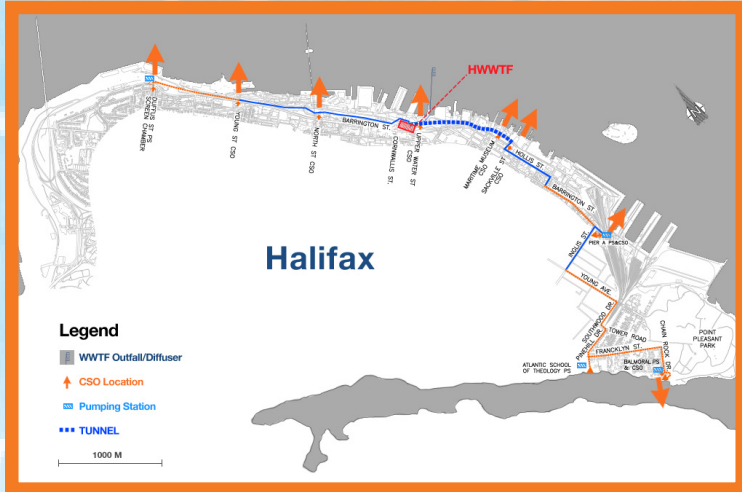 HWWTF
DUFFUS ST PS
SCREEN CHAMBER
YOUNG ST CSO
NORTH ST CSO
BARRINGTON ST.
CORNWALLIS ST.
UPPER WATER ST
CSO
MARITIME MUSEUM
CSO
SACKVILLE ST
CSO
HOLLIS ST.
BARRINGTON ST.
PIER A PS&CSO
INGLIS ST.
YOUNG AVE.
Halifax
SOUTHWOOD DR.
PINEHILL DR.
TOWER ROAD
FRANCKLYN ST.
CHAIN ROCK DR.
POINT
PLEASANT
PARK
BALMORAL PS
& CSO
ATLANTIC SCHOOL
OF THEOLOGY PS
Legend
WWTF Outfall/Diffuser
CSO Location
Pumping Station
TUNNEL
1000 M